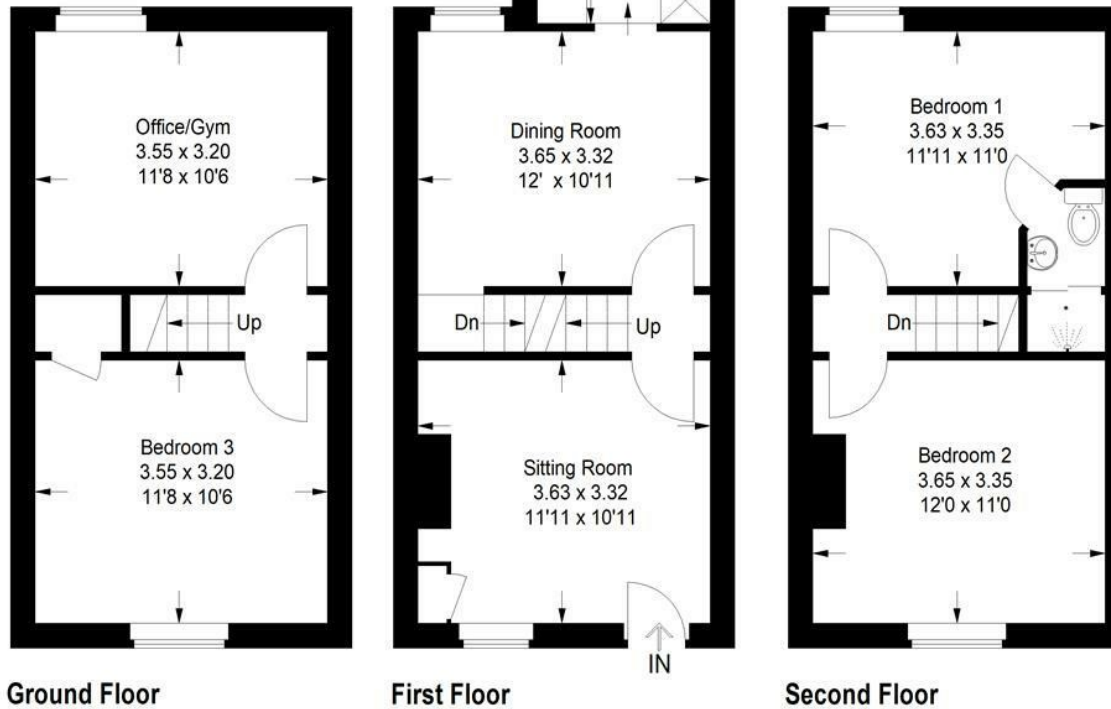 Office/Gym
3.55 x 3.20
11'8 x 10'6
Up
Bedroom 3
3.55 x 3.20
11'8 x 10'6
Ground Floor
Dining Room
3.65 x 3.32
12' x 10'11
Dn
Up
Sitting Room
3.63 x 3.32
11'11 x 10'11
IN
First Floor
Bedroom 1
3.63 x 3.35
11'11 x 11'0
Dn
Bedroom 2
3.65 x 3.35
12'0 x 11'0
Second Floor